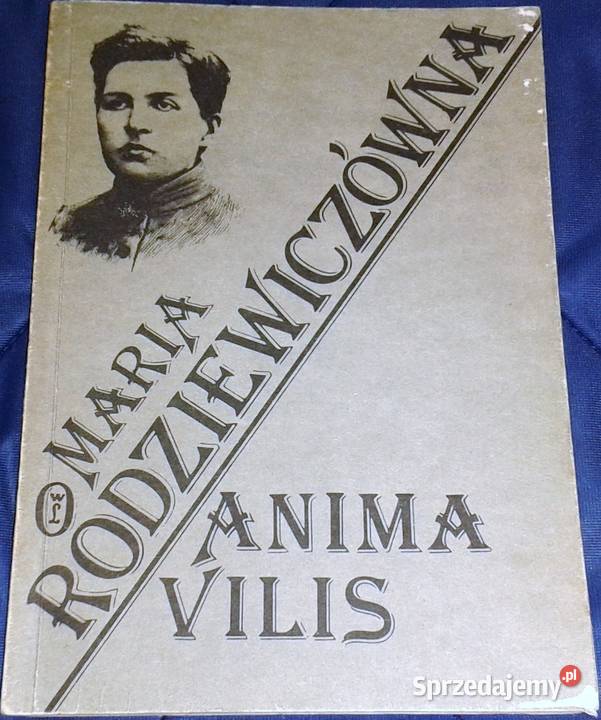 MARIA
RODZIEWICZÓWNA
WL
ANIMA
VILIS
Sprzedajemy.pl